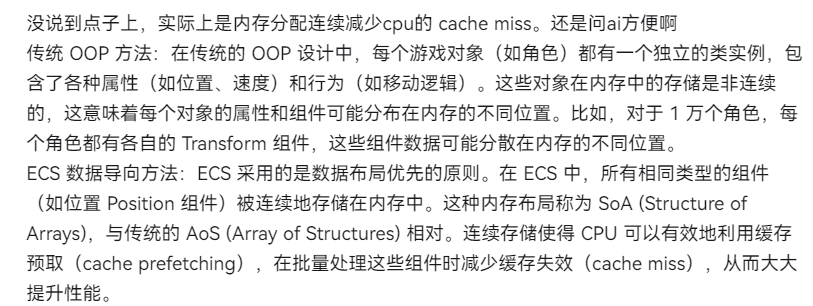 没说到点子上，实际上是内存分配连续减少cpu的 cache miss。还是问ai方便啊
传统 OOP 方法：在传统的 OOP 设计中，每个游戏对象（如角色）都有一个独立的类实例，包
含了各种属性（如位置、速度）和行为（如移动逻辑）。这些对象在内存中的存储是非连续
的，这意味着每个对象的属性和组件可能分布在内存的不同位置。比如，对于 1 万个角色，每
个角色都有各自的 Transform 组件，这些组件数据可能分散在内存的不同位置。
ECS 数据导向方法：ECS 采用的是数据布局优先的原则。在 ECS 中，所有相同类型的组件
（如位置 Position 组件）被连续地存储在内存中。这种内存布局称为 SoA (Structure of
Arrays)，与传统的 AoS (Array of Structures) 相对。连续存储使得 CPU 可以有效地利用缓存
预取（cache prefetching），在批量处理这些组件时减少缓存失效（cache miss），从而大大
提升性能。